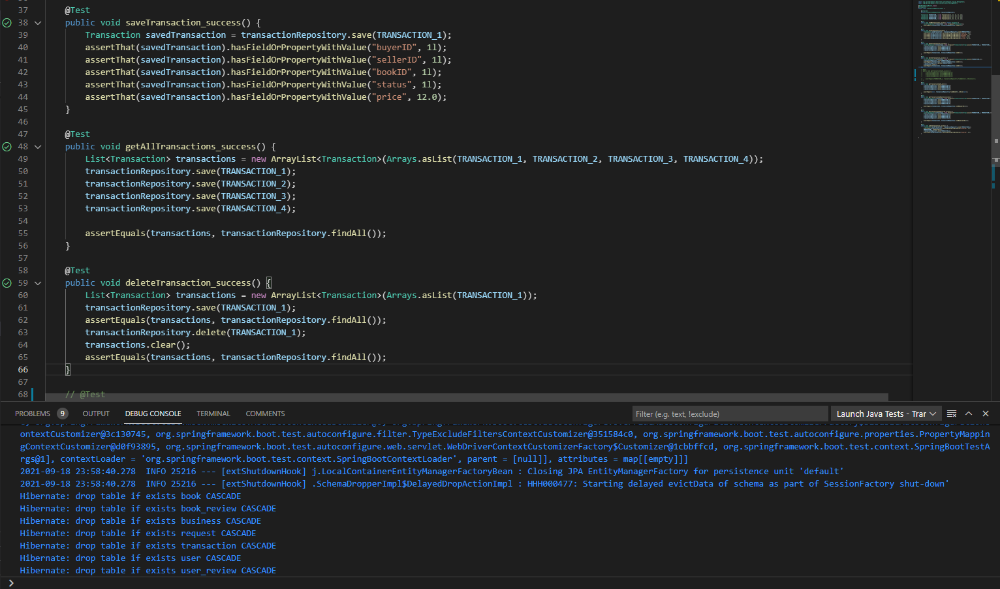 37 @Test
38 public void saveTransaction_success() {
39 Transaction savedTransaction = transactionRepository.save(TRANSACTION_1);
40 assertThat(savedTransaction).hasFieldOrPropertyWithValue("buyerID", 1l);
41 assertThat(savedTransaction).hasFieldOrPropertyWithValue("sellerID", 1l);
42 assertThat(savedTransaction).hasFieldOrPropertyWithValue("bookID", 1l);
43 assertThat(savedTransaction).hasFieldOrPropertyWithValue("status", 1l);
44 assertThat(savedTransaction).hasFieldOrPropertyWithValue("price", 12.0);
45 }
46
47 @Test
48 public void getAllTransactions_success() {
49 List<Transaction> transactions = new ArrayList<Transaction>(Arrays.asList(TRANSACTION_1, TRANSACTION_2, TRANSACTION_3, TRANSACTION_4));
50 transactionRepository.save(TRANSACTION_1);
51 transactionRepository.save(TRANSACTION_2);
52 transactionRepository.save(TRANSACTION_3);
53 transactionRepository.save(TRANSACTION_4);
54
55 assertEquals(transactions, transactionRepository.findAll());
56 }
57
58 @Test
59 public void deleteTransaction_success() {
60 List<Transaction> transactions = new ArrayList<Transaction>(Arrays.asList(TRANSACTION_1));
61 transactionRepository.save(TRANSACTION_1);
62 assertEquals(transactions, transactionRepository.findAll());
63 transactionRepository.delete(TRANSACTION_1);
64 transactions.clear();
65 assertEquals(transactions, transactionRepository.findAll());
66 }
67
68 // @Test
PROBLEMS 9 OUTPUT DEBUG CONSOLE TERMINAL COMMENTS Filter (e.g. text, !exclude) Launch Java Tests - Trar
ontextCustomizer@3c130745, org.springframework.boot.test.autoconfigure.filter.TypeExcludeFiltersContextCustomizer@351584c0, org.springframework.boot.test.autoconfigure.properties.PropertyMappin
gContextCustomizer@d0f93895, org.springframework.boot.test.autoconfigure.web.servlet.WebDriverContextCustomizerFactory$Customizer@1cbbffcd, org.springframework.boot.test.context.SpringBootTestA
rgs@1], contextLoader = 'org.springframework.boot.test.context.SpringBootContextLoader', parent = [null]], attributes = map[[empty]]]
2021-09-18 23:58:40.278  INFO 25216 --- [extShutdownHook] j.LocalContainerEntityManagerFactoryBean : Closing JPA EntityManagerFactory for persistence unit 'default'
2021-09-18 23:58:40.278  INFO 25216 --- [extShutdownHook] .SchemaDropperImpl$DelayedDropActionImpl : HHH000477: Starting delayed evictData of schema as part of SessionFactory shut-down'
Hibernate: drop table if exists book CASCADE
Hibernate: drop table if exists book_review CASCADE
Hibernate: drop table if exists business CASCADE
Hibernate: drop table if exists request CASCADE
Hibernate: drop table if exists transaction CASCADE
Hibernate: drop table if exists user CASCADE
Hibernate: drop table if exists user_review CASCADE